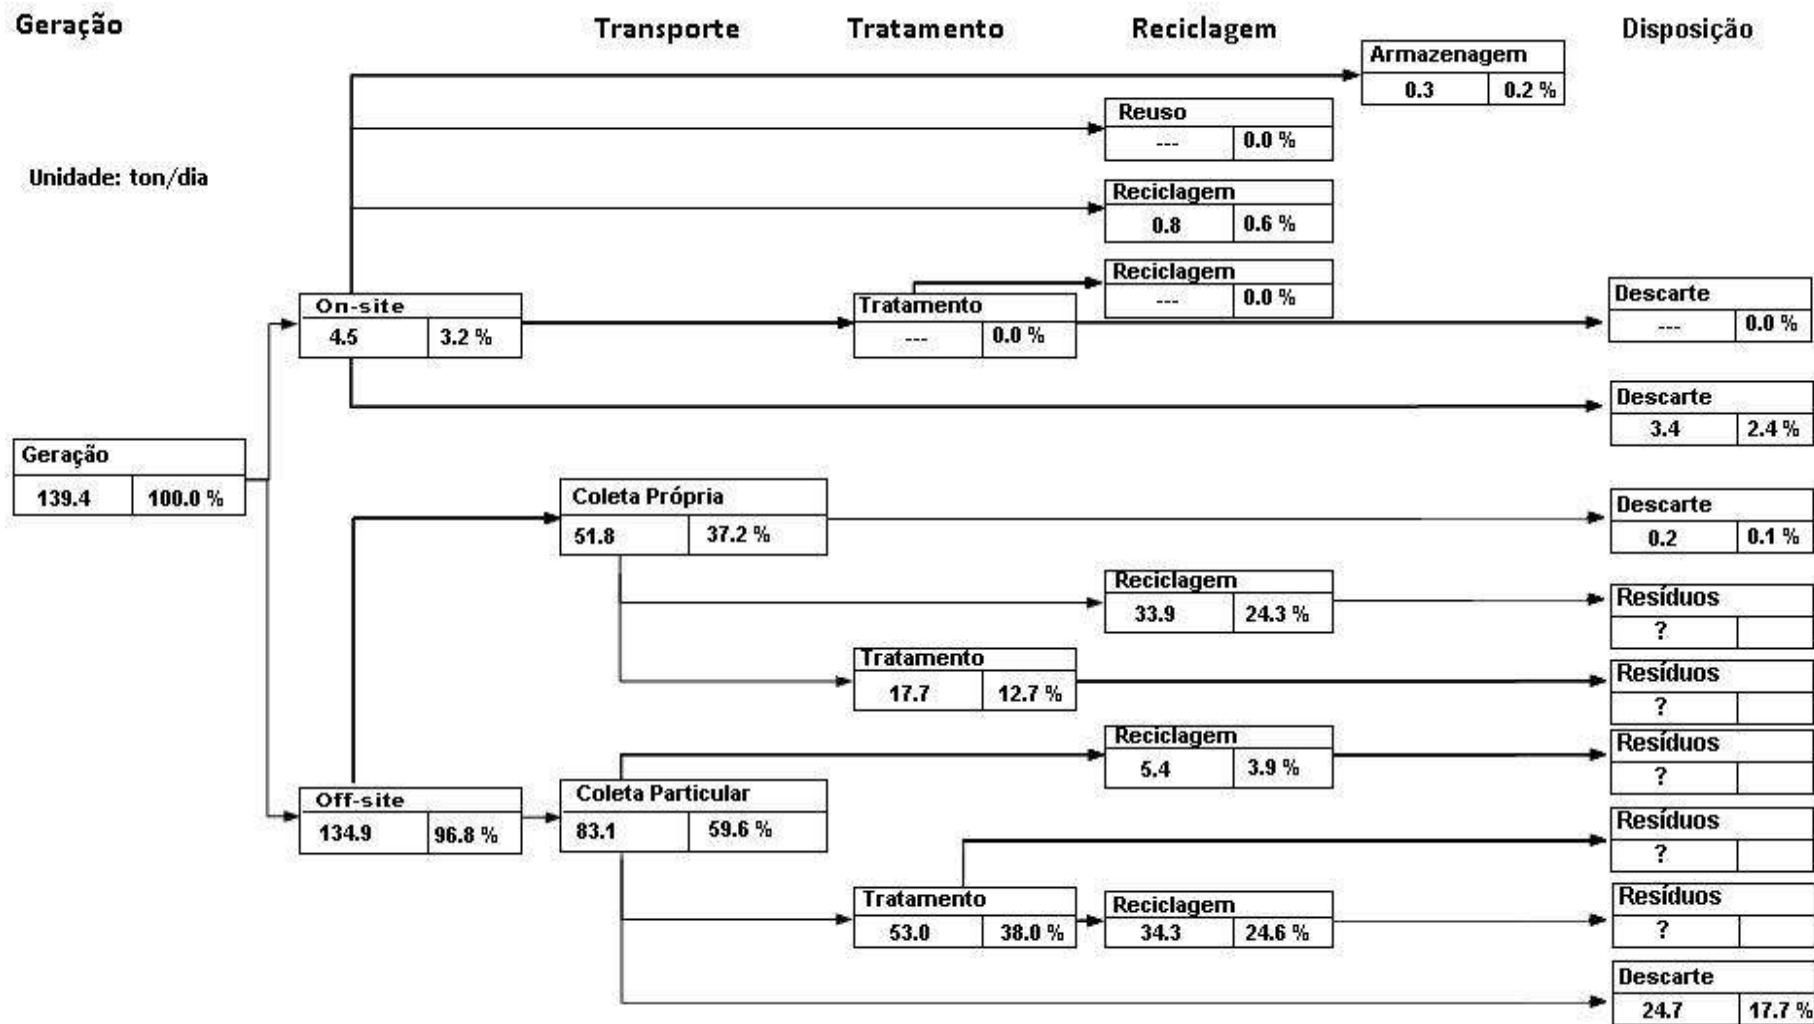 Geração
Transporte
Tratamento
Reciclagem
Disposição
Armazenagem
0.3 0.2 %
Reuso
--- 0.0 %
Unidade: ton/dia
Reciclagem
0.8 0.6 %
Reciclagem
--- 0.0 %
On-site
4.5 3.2 %
Tratamento
--- 0.0 %
Descarte
--- 0.0 %
Descarte
3.4 2.4 %
Geração
139.4 100.0 %
Coleta Própria
51.8 37.2 %
Descarte
0.2 0.1 %
Reciclagem
33.9 24.3 %
Resíduos
?
Tratamento
17.7 12.7 %
Resíduos
?
Reciclagem
5.4 3.9 %
Resíduos
?
Off-site
134.9 96.8 %
Coleta Particular
83.1 59.6 %
Resíduos
?
Tratamento
53.0 38.0 %
Reciclagem
34.3 24.6 %
Resíduos
?
Descarte
24.7 17.7 %